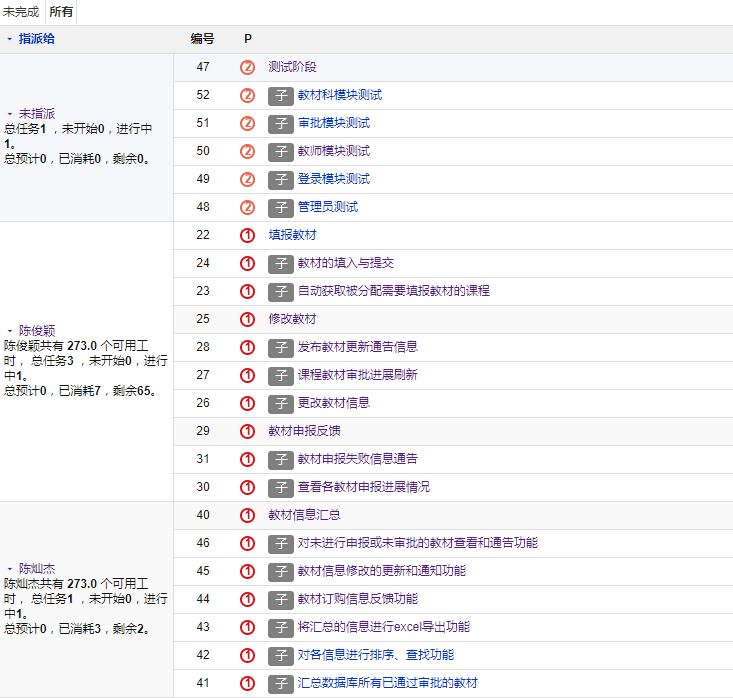 未完成 所有
指派给 编号 P
未指派
总任务1 ，未开始0，进行中
1。
总预计0，已消耗0，剩余0。
47 2 测试阶段
52 2 子 教材科模块测试
51 2 子 审批模块测试
50 2 子 教师模块测试
49 2 子 登录模块测试
48 2 子 管理员测试
陈俊颖
陈俊颖共有 273.0 个可用工
时， 总任务3 ，未开始0，进行
中1。
总预计0，已消耗7，剩余65。
22 1 填报教材
24 1 子 教材的填入与提交
23 1 子 自动获取被分配需要填报教材的课程
25 1 修改教材
28 1 子 发布教材更新通告信息
27 1 子 课程教材审批进展刷新
26 1 子 更改教材信息
29 1 教材申报反馈
31 1 子 教材申报失败信息通告
30 1 子 查看各教材申报进展情况
陈灿杰
陈灿杰共有 273.0 个可用工
时， 总任务1 ，未开始0，进行
中1。
总预计0，已消耗3，剩余2。
40 1 教材信息汇总
46 1 子 对未进行申报或未审批的教材查看和通告功能
45 1 子 教材信息修改的更新和通知功能
44 1 子 教材订购信息反馈功能
43 1 子 将汇总的信息进行excel导出功能
42 1 子 对各信息进行排序、查找功能
41 1 子 汇总数据库所有已通过审批的教材